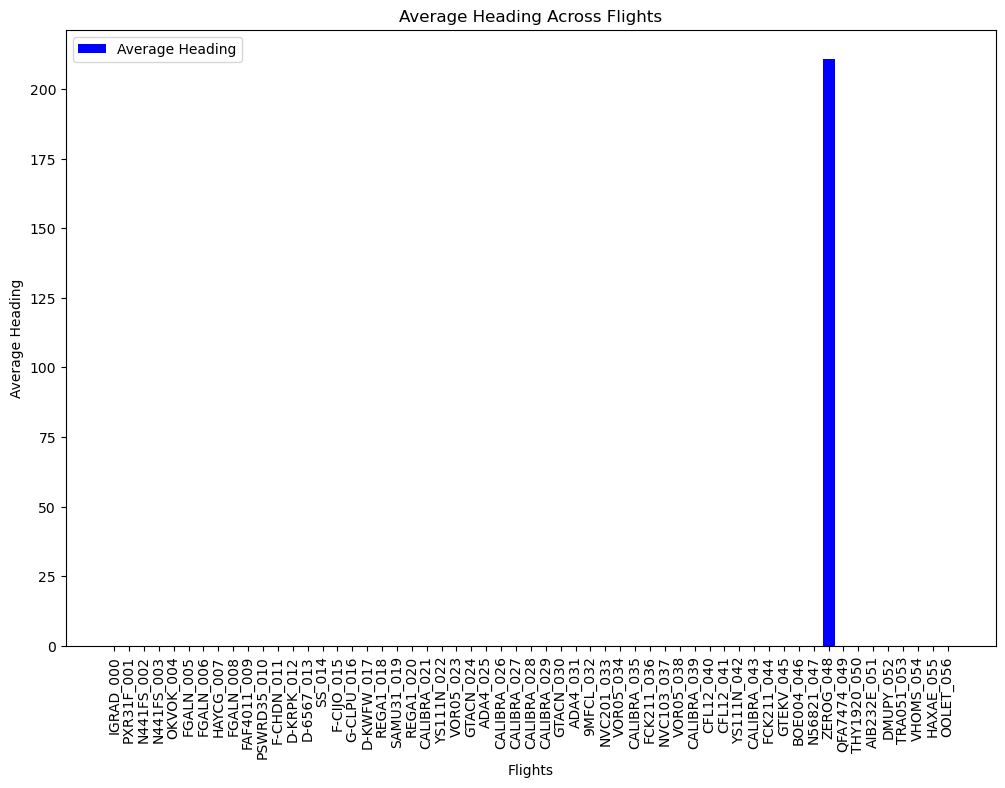 Average Heading Across Flights
Average Heading
Average Heading
200
175
150
125
100
75
50
25
0
IGRAD_000
PXR31F_001
N441FS_002
N441FS_003
OKVOK_004
FGALN_005
FGALN_006
HAYCG_007
FGALN_008
FAF4011_009
PSWRD35_010
F-CHDN_011
D-KRPK_012
D-6567_013
SS_014
F-CIJO_015
G-CLPU_016
D-KWFW_017
REGA1_018
SAMU31_019
REGA1_020
CALIBRA_021
YS111N_022
VOR05_023
GTACN_024
ADA4_025
CALIBRA_026
CALIBRA_027
CALIBRA_028
CALIBRA_029
GTACN_030
ADA4_031
9MFCL_032
NVC201_033
VOR05_034
CALIBRA_035
FCK211_036
NVC103_037
VOR05_038
CALIBRA_039
CFL12_040
CFL12_041
YS111N_042
CALIBRA_043
FCK211_044
GTEKV_045
BOE004_046
N56821_047
ZEROG_048
QFA7474_049
THY1920_050
AIB232E_051
DMUPY_052
TRA051_053
VHOMS_054
HAXAE_055
OOLET_056
Flights